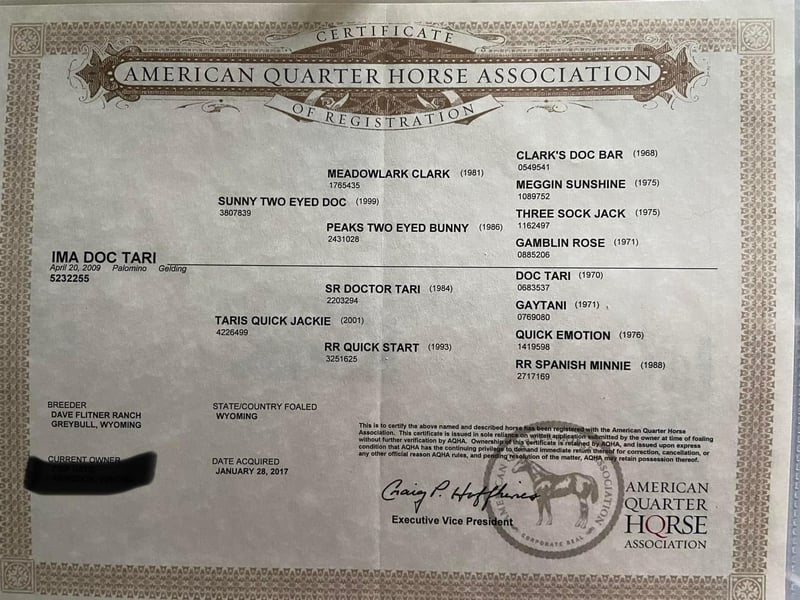 CERTIFICATE
AMERICAN QUARTER HORSE ASSOCIATION
OF REGISTRATION
CLARK'S DOC BAR (1968)
0549541
MEADOWLARK CLARK (1981)
1765435
MEGGIN SUNSHINE (1975)
1089752
SUNNY TWO EYED DOC (1999)
3807839
THREE SOCK JACK (1975)
1162497
PEAKS TWO EYED BUNNY (1986)
2431028
GAMBLIN ROSE (1971)
0885206
IMA DOC TARI
April 20, 2009 Palomino Gelding
5232255
DOC TARI (1970)
0683537
SR DOCTOR TARI (1984)
2203294
GAYTANI (1971)
0769080
TARIS QUICK JACKIE (2001)
4226499
QUICK EMOTION (1976)
1419598
RR QUICK START (1993)
3251625
RR SPANISH MINNIE (1988)
2717169
BREEDER
DAVE FLITNER RANCH
GREYBULL, WYOMING
STATE/COUNTRY FOALED
WYOMING
CURRENT OWNER
DATE ACQUIRED
JANUARY 28, 2017
This is to certify the above named and described horse has been registered with the American Quarter Horse
Association. This certificate is issued in sole reliance on written application submitted by the owner at time of foaling
without further verification by AQHA. Ownership of this certificate is retained by AQHA, and issued upon express
condition that AQHA has the continuing privilege to demand immediate return thereof for correction, cancellation, or
any other official reason AQHA rules, and pending resolution of the matter, AQHA may retain possession thereof.
Craig P. Huffhines
Executive Vice President
AMERICAN ASSOCIATION
CORPORATE SEAL
AMERICAN
QUARTER
HORSE
ASSOCIATION